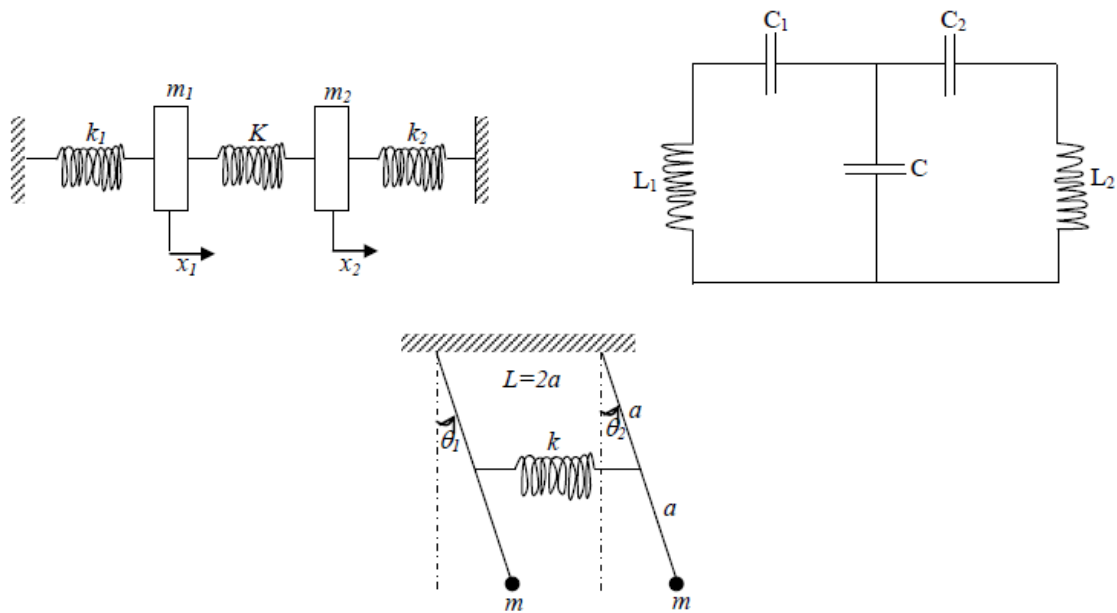 C₁ C₂
m₁ m₂
k₁ K k₂
L₁ C L₂
x₁ x₂
L=2a
θ₁ θ₂ a
k
a
m m